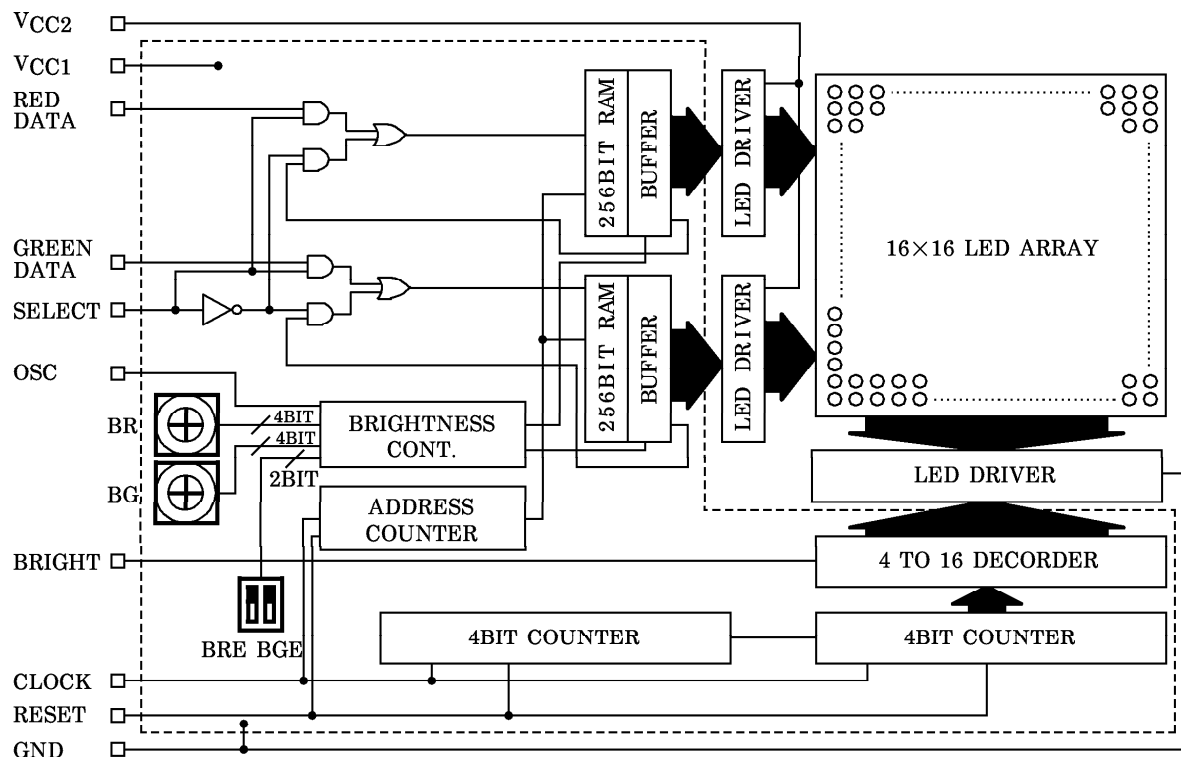 VCC2
VCC1
RED
DATA
GREEN
DATA
SELECT
OSC
BR
BG
BRIGHT
CLOCK
RESET
GND
4BIT
4BIT
2BIT
BRE BGE
BRIGHTNESS
CONT.
ADDRESS
COUNTER
256BIT RAM
BUFFER
LED DRIVER
256BIT RAM
BUFFER
LED DRIVER
16×16 LED ARRAY
LED DRIVER
4 TO 16 DECORDER
4BIT COUNTER
4BIT COUNTER